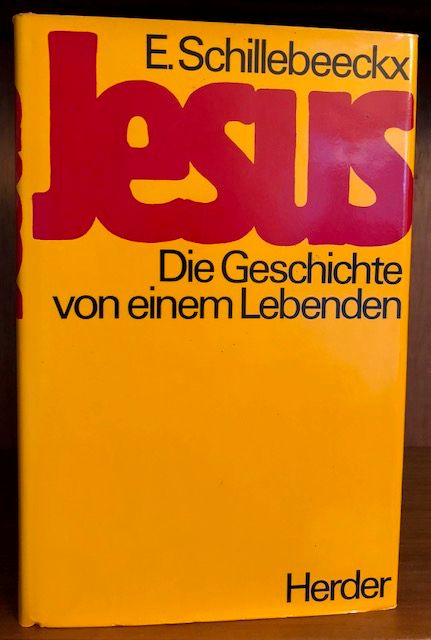 E. Schillebeeckx
Jesus
Die Geschichte
von einem Lebenden
Herder